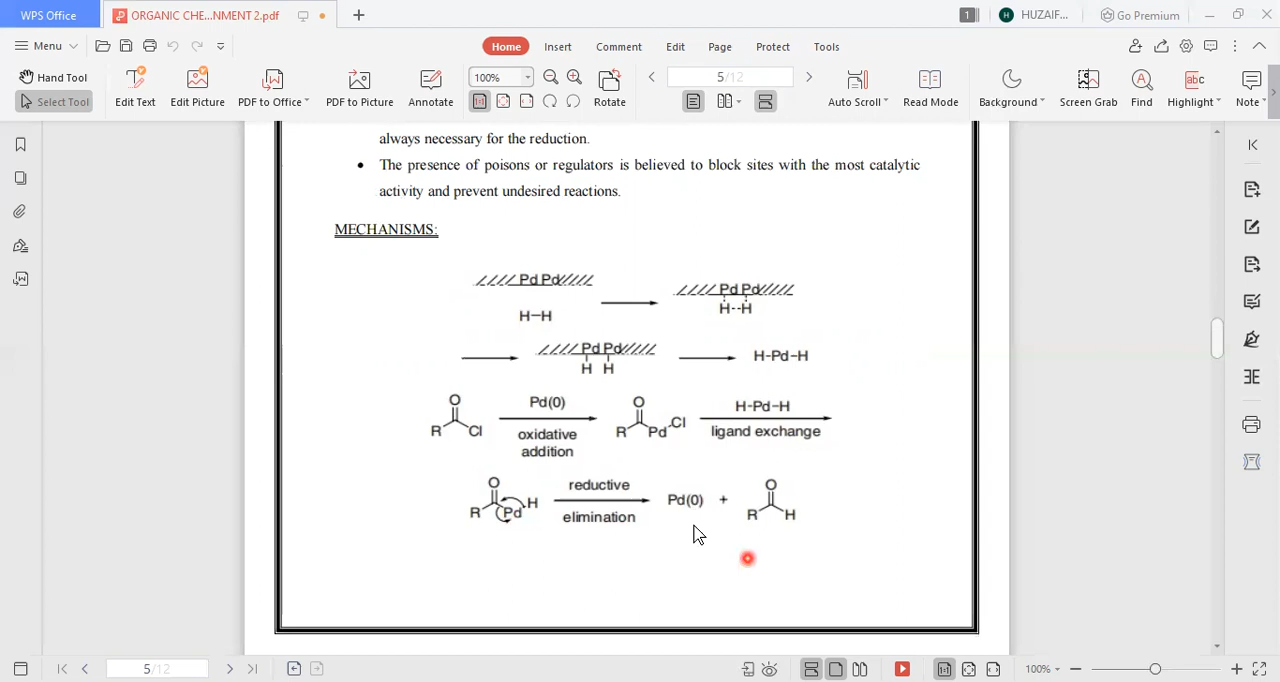 WPS Office
ORGANIC CHE...NMENT 2.pdf
1
H
HUZAIF...
Go Premium
Menu
Home
Insert
Comment
Edit
Page
Protect
Tools
Hand Tool
Select Tool
Edit Text
Edit Picture
PDF to Office
PDF to Picture
Annotate
100%
Rotate
5/12
Auto Scroll
Read Mode
Background
Screen Grab
Find
Highlight
Note
always necessary for the reduction.
• The presence of poisons or regulators is believed to block sites with the most catalytic
activity and prevent undesired reactions.
MECHANISMS:
Pd Pd
H–H
Pd Pd
H--H
Pd Pd
H H
H-Pd-H
O
R Cl
Pd(0)
oxidative
addition
O
R Pd Cl
H-Pd-H
ligand exchange
O
R Pd H
reductive
elimination
Pd(0) +
O
R H
5/12
100%